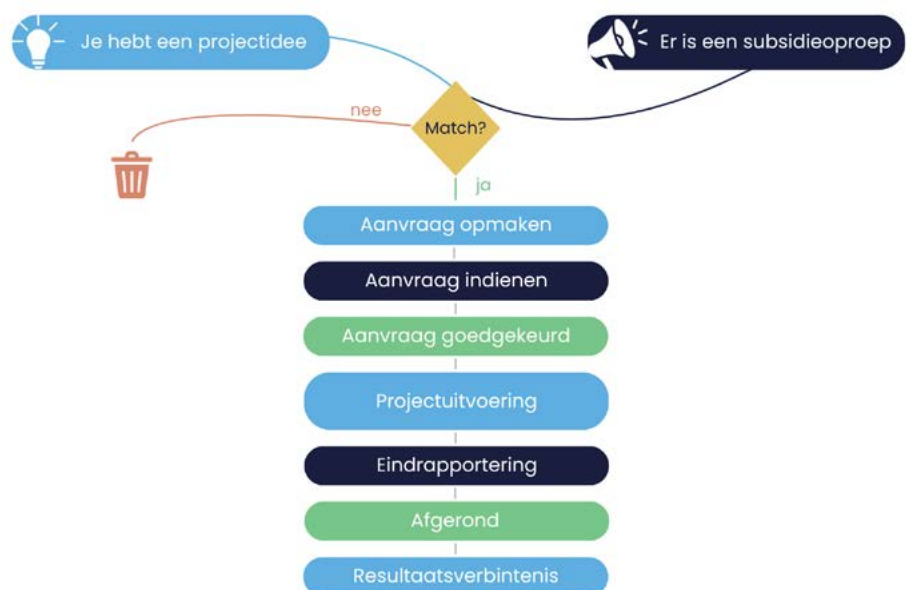 Je hebt een projectidee
Er is een subsidieoproep
nee
Match?
ja
Aanvraag opmaken
Aanvraag indienen
Aanvraag goedgekeurd
Projectuitvoering
Eindrapportering
Afgerond
Resultaatsverbintenis